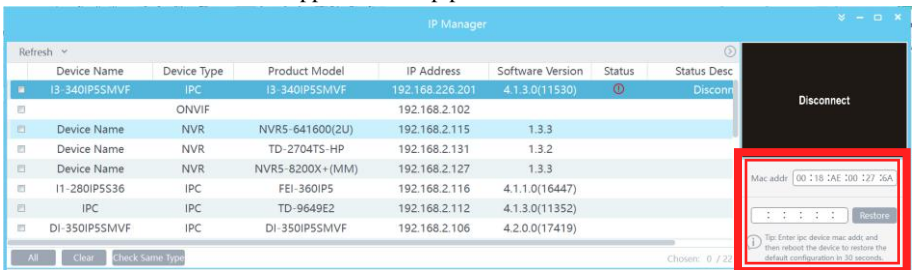 IP Manager
Refresh
Device Name Device Type Product Model IP Address Software Version Status Status Desc
I3-340IP5SMVF IPC I3-340IP5SMVF 192.168.226.201 4.1.3.0(11530) Disconn
ONVIF 192.168.2.102
Device Name NVR NVR5-641600(2U) 192.168.2.115 1.3.3
Device Name NVR TD-2704TS-HP 192.168.2.131 1.3.2
Device Name NVR NVR5-8200X+(MM) 192.168.2.127 1.3.3
I1-280IP5S36 IPC FEI-360IP5 192.168.2.116 4.1.1.0(16447)
IPC IPC TD-9649E2 192.168.2.112 4.1.3.0(11352)
DI-350IP5SMVF IPC DI-350IP5SMVF 192.168.2.106 4.2.0.0(17419)
All Clear Check Same Type Chosen: 0 / 22
Disconnect
Mac addr 00 :18 :AE :00 :27 :6A
: : : : : Restore
Tip: Enter ipc device mac addr, and
then reboot the device to restore the
default configuration in 30 seconds.